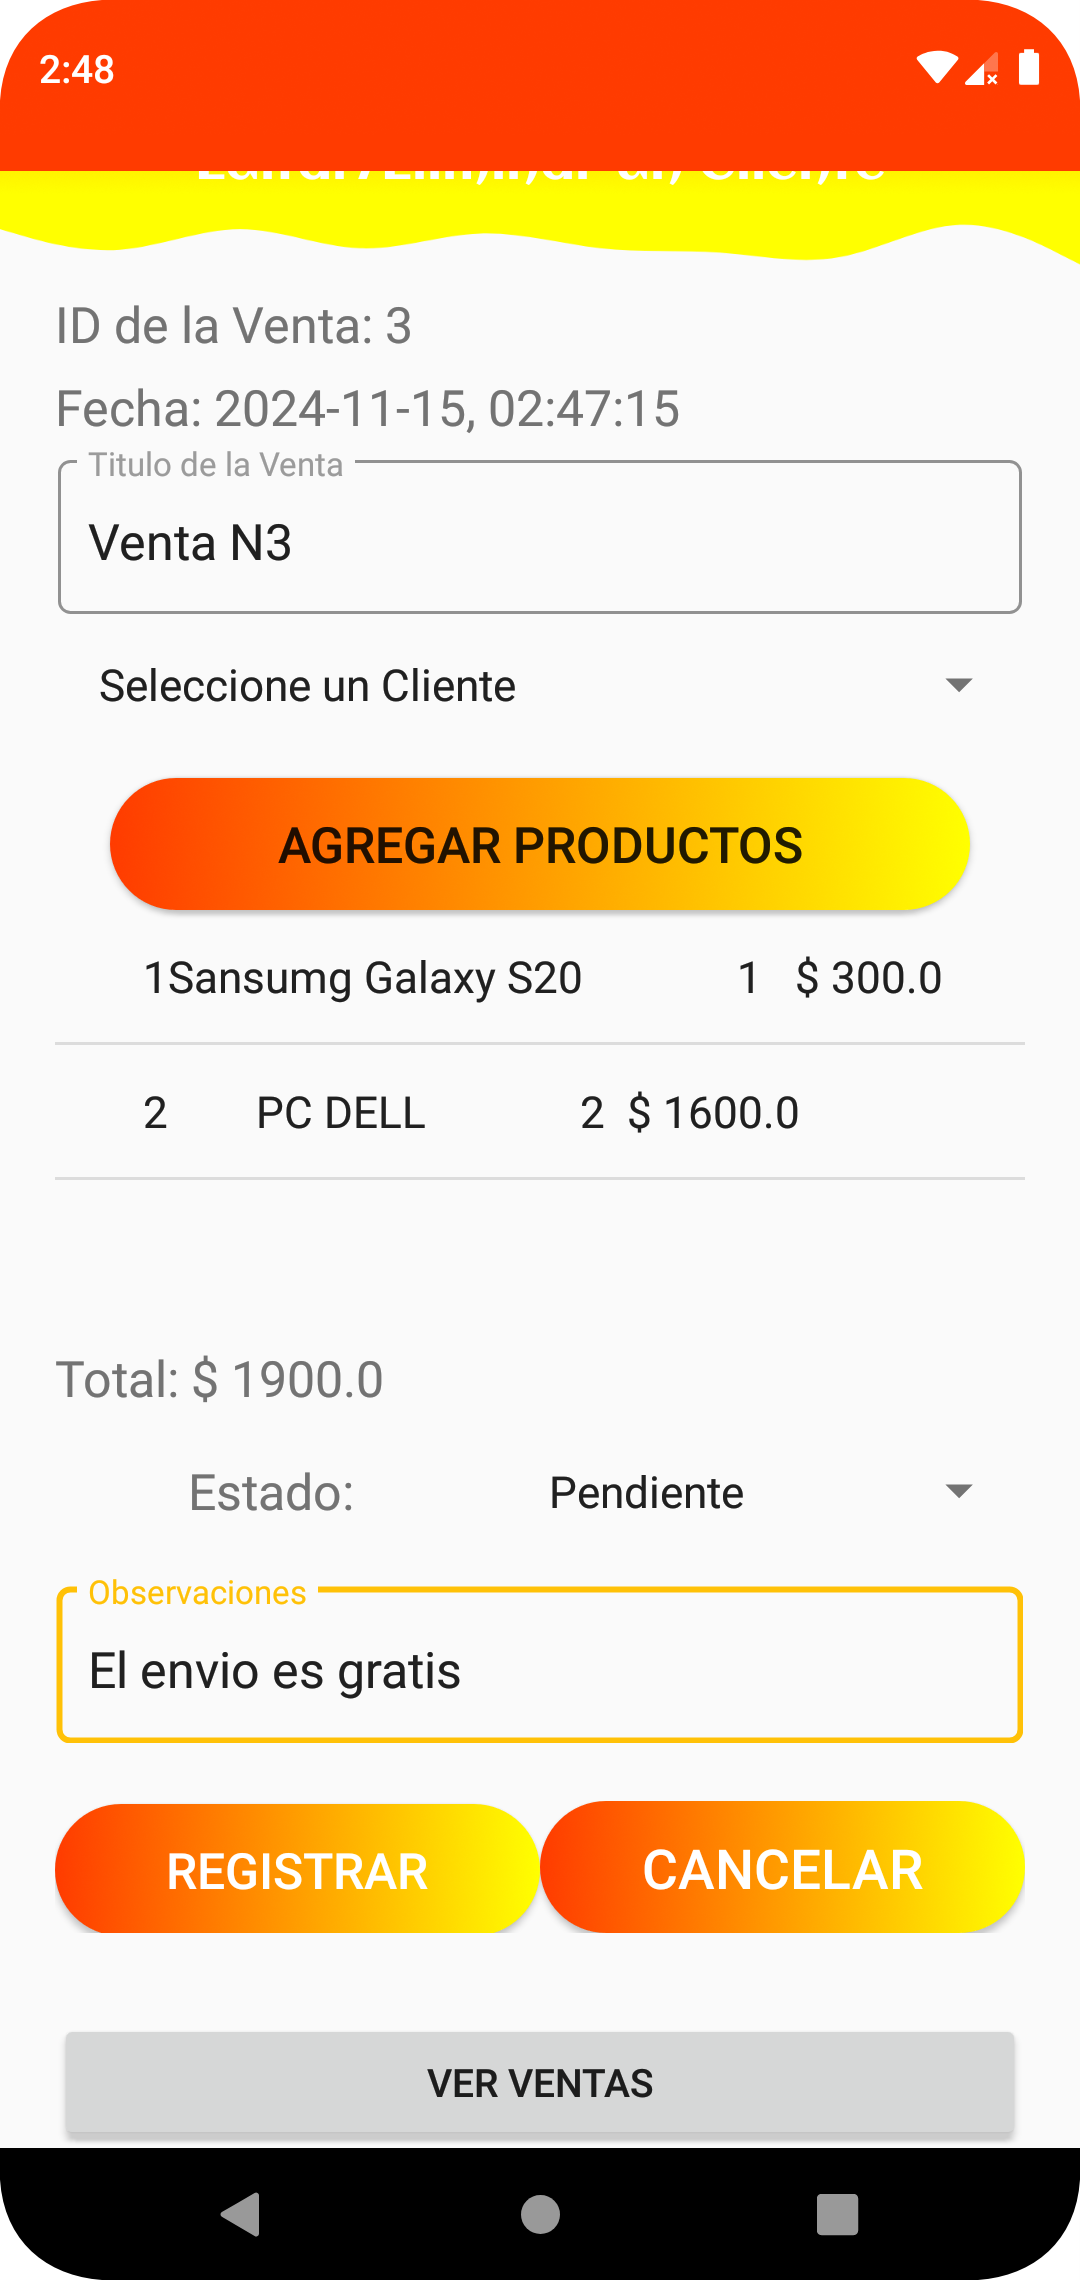 2:48
ID de la Venta: 3
Fecha: 2024-11-15, 02:47:15
Titulo de la Venta
Venta N3
Seleccione un Cliente
AGREGAR PRODUCTOS
1Sansumg Galaxy S20 1 $ 300.0
2 PC DELL 2 $ 1600.0
Total: $ 1900.0
Estado: Pendiente
Observaciones
El envio es gratis
REGISTRAR CANCELAR
VER VENTAS